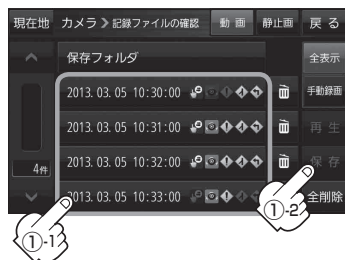 現在地 カメラ 記録ファイルの確認 動 画 静止画 戻 る
保存フォルダ 全表示
2013. 03. 05 10:30:00 手動録画
2013. 03. 05 10:31:00 再 生
4件 2013. 03. 05 10:32:00 保 存
2013. 03. 05 10:33:00 全削除
①-1 ①-2